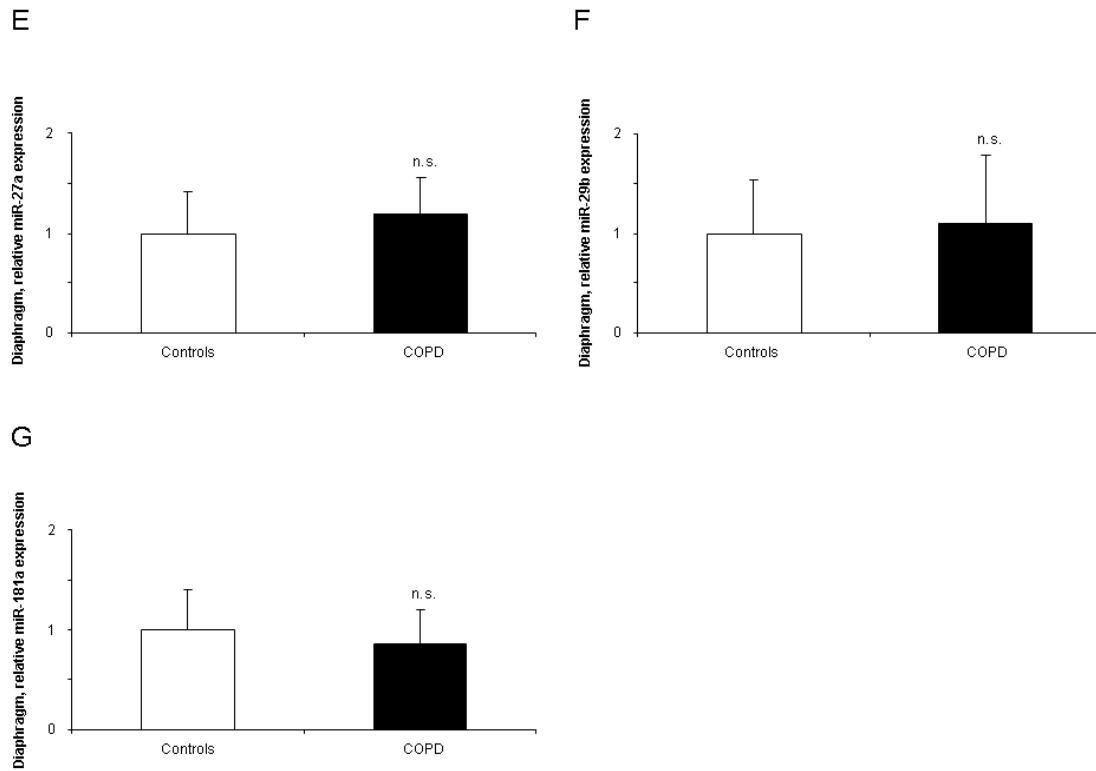 E
Diaphragm, relative miR-27a expression
2
1
0
n.s.
Controls
COPD
F
Diaphragm, relative miR-29b expression
2
1
0
n.s.
Controls
COPD
G
Diaphragm, relative miR-181a expression
2
1
0
n.s.
Controls
COPD